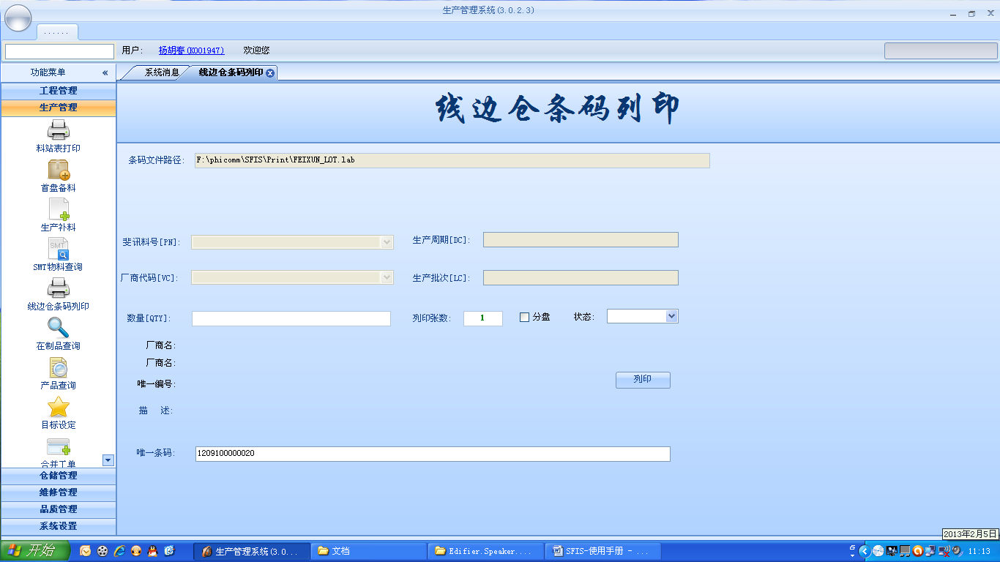 生产管理系统(3.0.2.3)
......
用户: 杨胡春(K001947) 欢迎您
功能菜单 «
系统消息 线边仓条码列印
工程管理
生产管理
料站表打印
首盘备料
生产补料
SMT
SMT物料查询
线边仓条码列印
在制品查询
产品查询
目标设定
合并工单
仓储管理
维修管理
品质管理
系统设置
线边仓条码列印
条码文件路径: F:\phicomm\SFIS\Print\FEIXUN_LOT.lab
斐讯料号[PN]: 生产周期[DC]:
厂商代码[VC]: 生产批次[LC]:
数量[QTY]: 列印张数: 1 分盘 状态:
厂商名:
厂商名:
唯一编号:
列印
描 述:
唯一条码: 1209100000020
2013年2月5日
开始 生产管理系统(3.0... 文档 Edifier.Speaker.... SFIS-使用手册 - ... 11:13